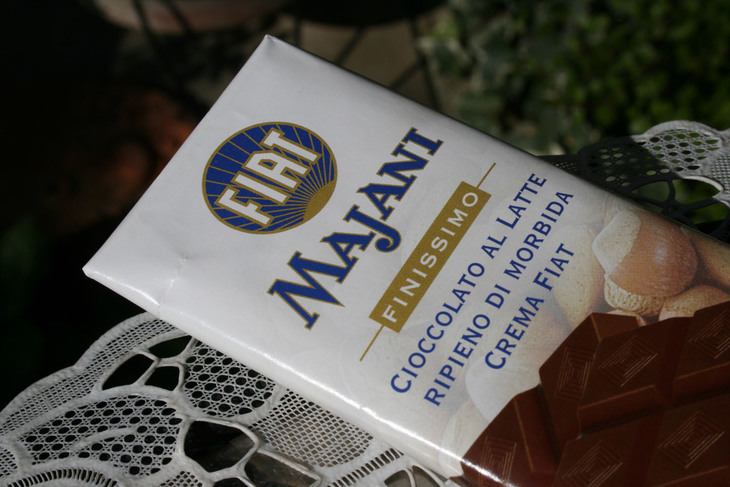 FIAT
MAJANI
FINISSIMO
CIOCCOLATO AL LATTE
RIPIENO DI MORBIDA
CREMA FIAT